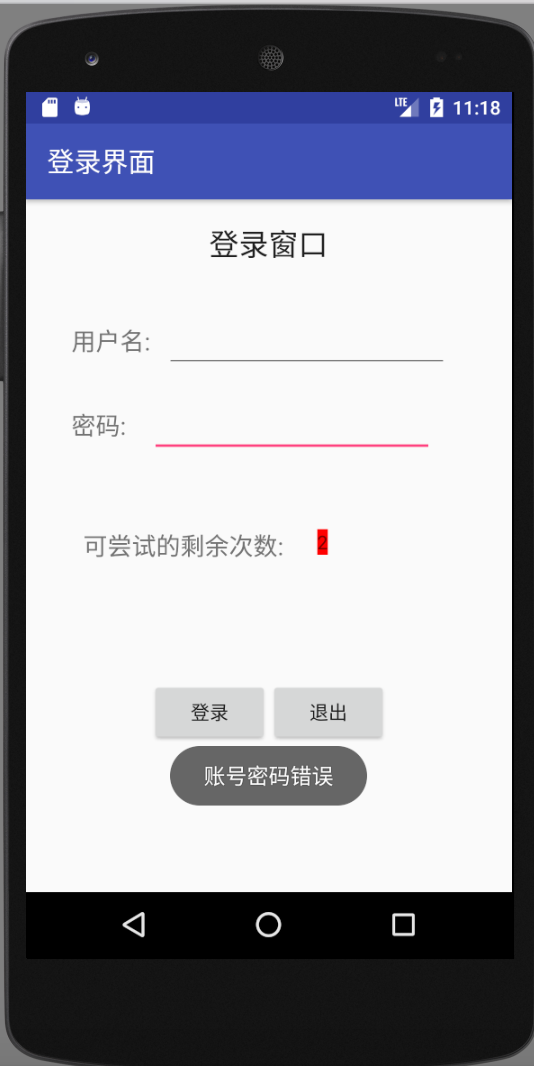 LTE 11:18
登录界面
登录窗口
用户名:
密码:
可尝试的剩余次数: 2
登录 退出
账号密码错误